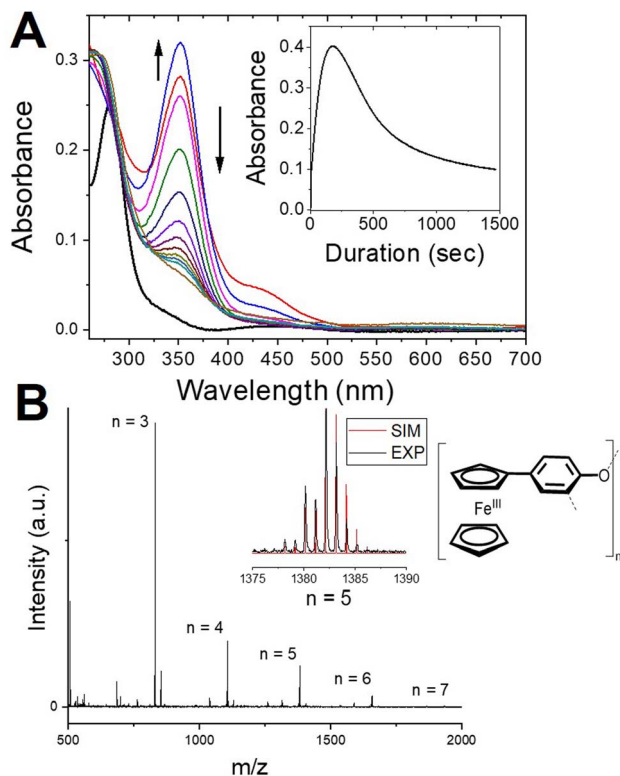 A
Absorbance
0.3
0.2
0.1
0.0
300
350
400
450
500
550
600
650
700
Wavelength (nm)
Absorbance
0.4
0.3
0.2
0.1
0.0
0
500
1000
1500
Duration (sec)
B
Intensity (a.u.)
0
n = 3
n = 4
n = 5
n = 6
n = 7
500
1000
1500
2000
m/z
SIM
EXP
1375
1380
1385
1390
n = 5
Fe^III
O
n